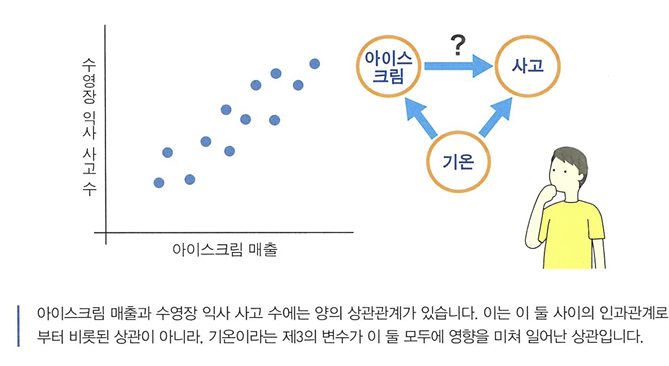 수영장 익사 사고 수
아이스크림 매출
?
아이스
크림
사고
기온
아이스크림 매출과 수영장 익사 사고 수에는 양의 상관관계가 있습니다. 이는 이 둘 사이의 인과관계로
부터 비롯된 상관이 아니라, 기온이라는 제3의 변수가 이 둘 모두에 영향을 미쳐 일어난 상관입니다.